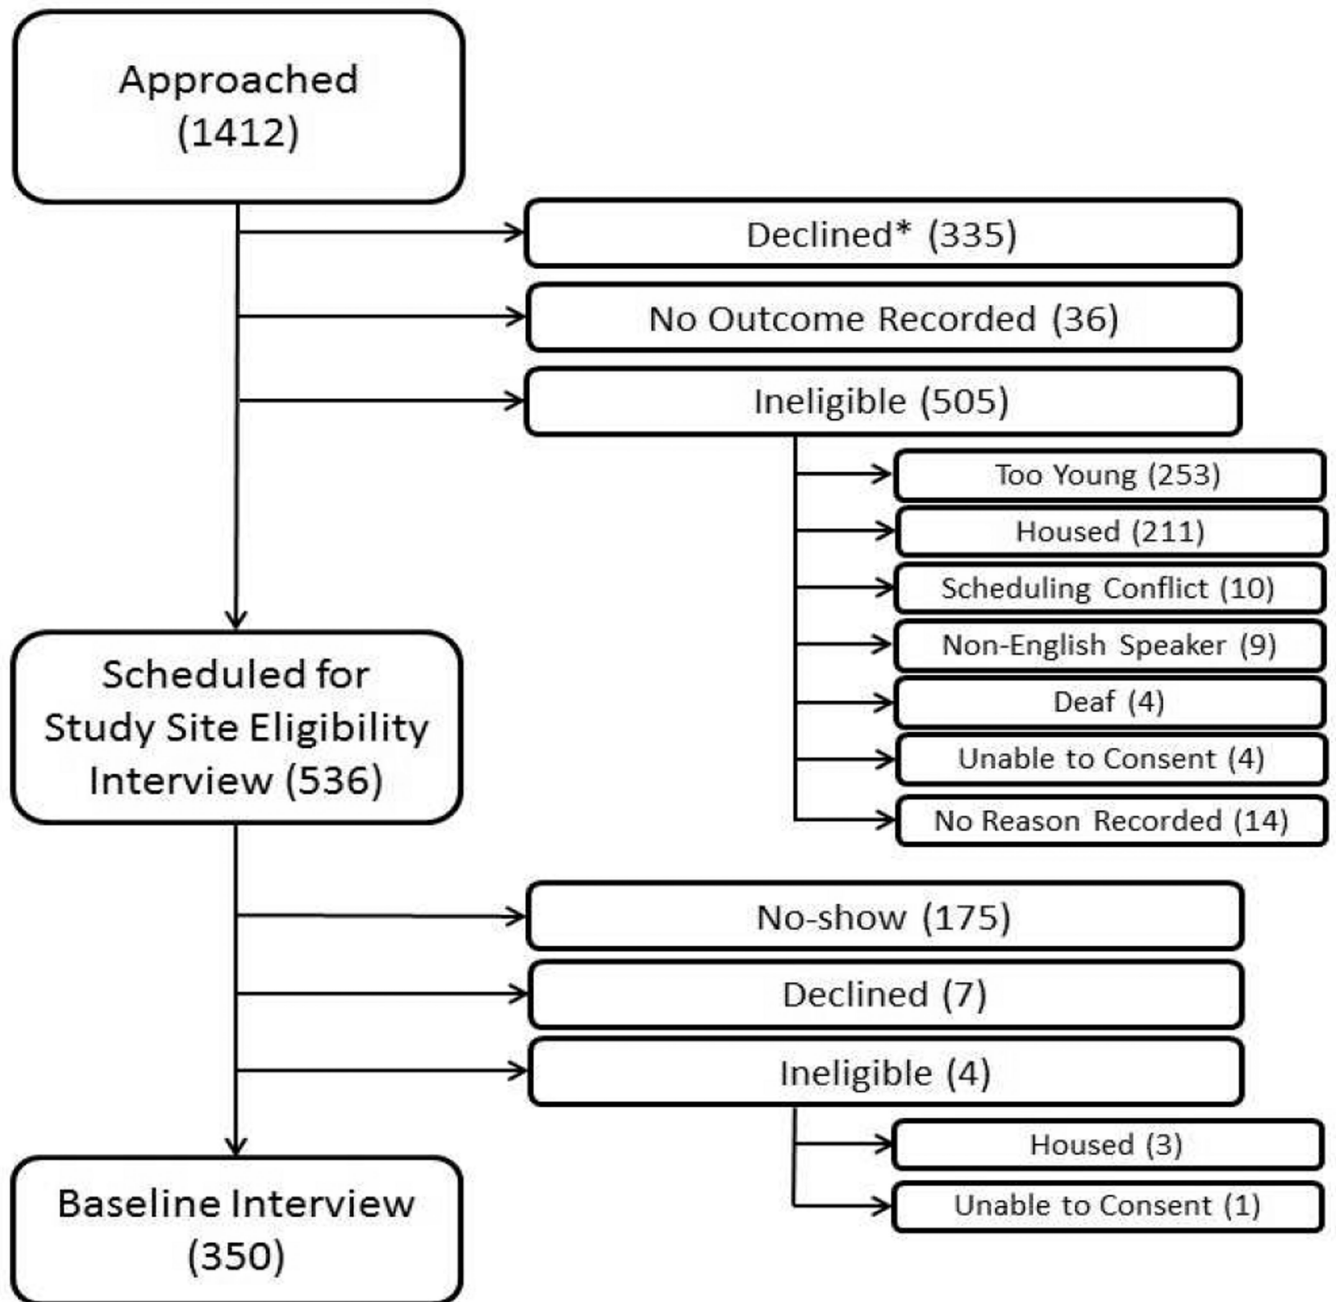 Approached
(1412)
Declined* (335)
No Outcome Recorded (36)
Ineligible (505)
Too Young (253)
Housed (211)
Scheduling Conflict (10)
Non-English Speaker (9)
Deaf (4)
Unable to Consent (4)
No Reason Recorded (14)
Scheduled for
Study Site Eligibility
Interview (536)
No-show (175)
Declined (7)
Ineligible (4)
Housed (3)
Unable to Consent (1)
Baseline Interview
(350)